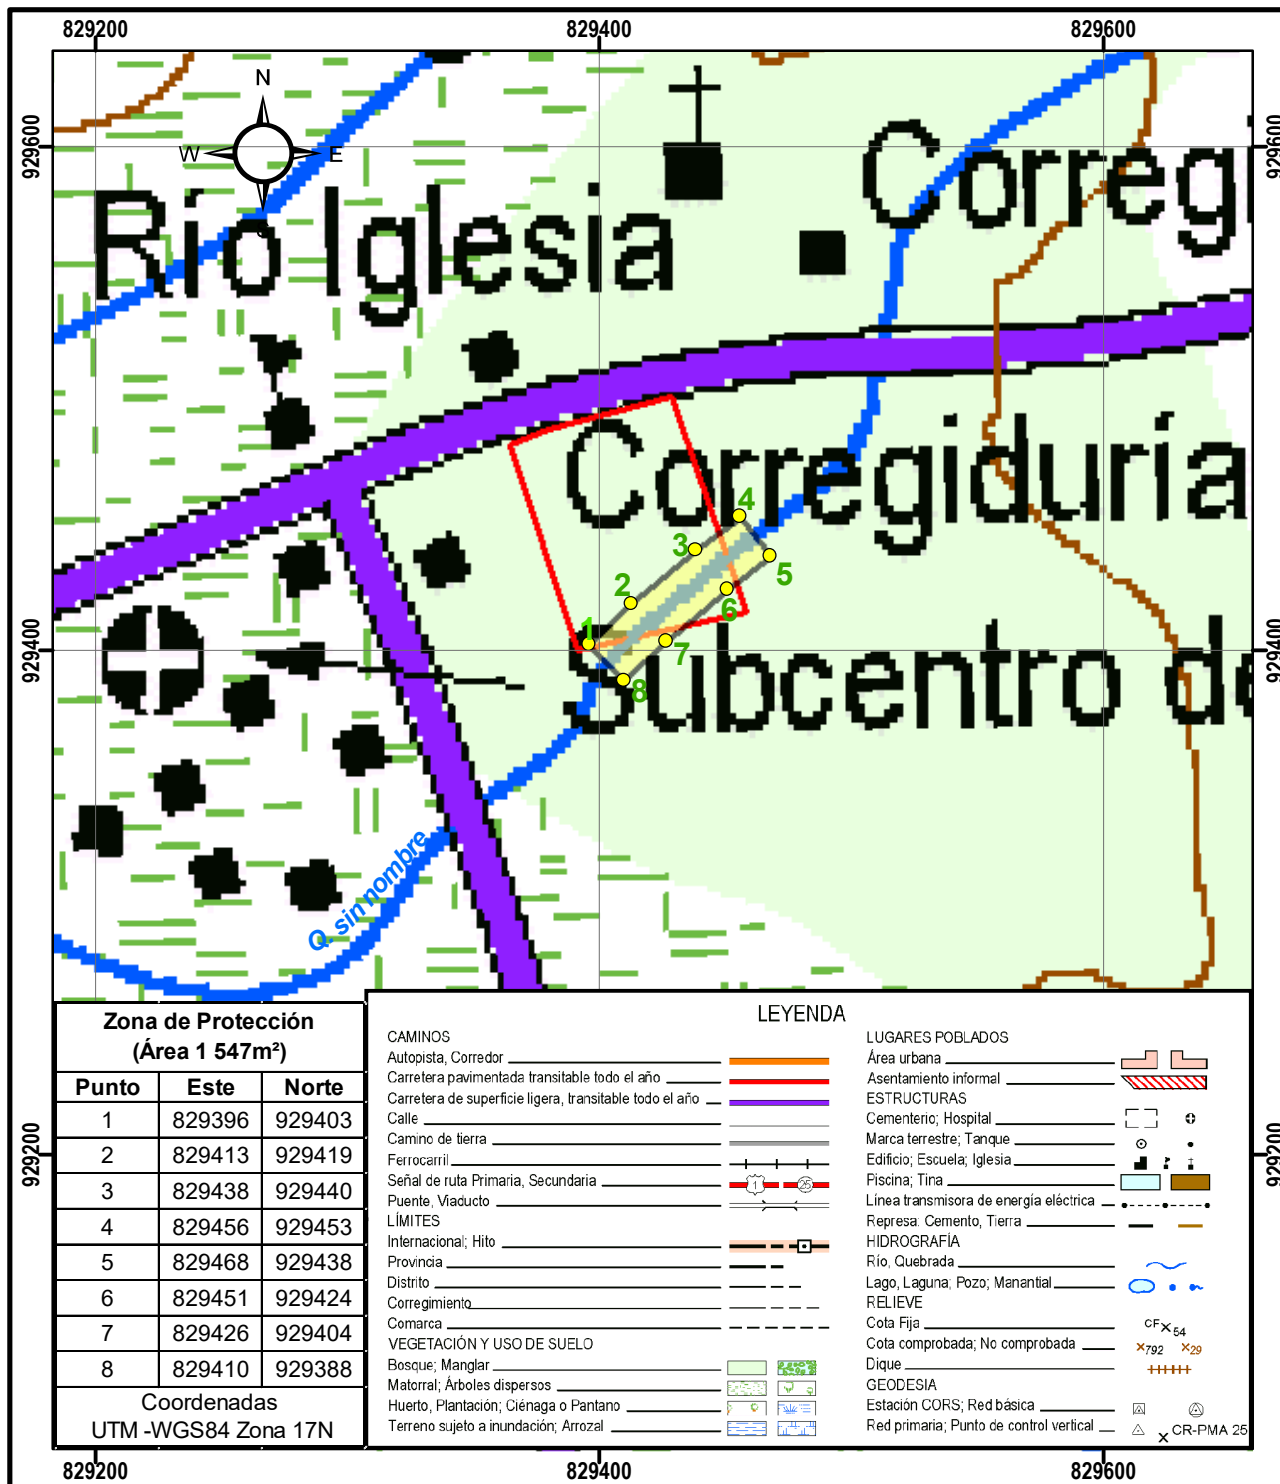 829200 829400 829600
N
W E
929600 929600
Río Iglesia
Correg
Corregiduría
4
3
5
2
6
1
7
8
929400 929400
Subcentro de
Q. sin nombre
Zona de Protección
(Área 1 547m²)
Punto Este Norte
1 829396 929403
2 829413 929419
3 829438 929440
4 829456 929453
5 829468 929438
6 829451 929424
7 829426 929404
8 829410 929388
Coordenadas
UTM -WGS84 Zona 17N
929200 929200
LEYENDA
CAMINOS
Autopista, Corredor
Carretera pavimentada transitable todo el año
Carretera de superficie ligera, transitable todo el año
Calle
Camino de tierra
Ferrocarril
Señal de ruta Primaria, Secundaria 1 25
Puente, Viaducto
LÍMITES
Internacional; Hito
Provincia
Distrito
Corregimiento
Comarca
VEGETACIÓN Y USO DE SUELO
Bosque; Manglar
Matorral; Árboles dispersos
Huerto, Plantación; Ciénaga o Pantano
Terreno sujeto a inundación; Arrozal
LUGARES POBLADOS
Área urbana
Asentamiento informal
ESTRUCTURAS
Cementerio; Hospital
Marca terrestre; Tanque
Edificio; Escuela; Iglesia
Piscina; Tina
Línea transmisora de energía eléctrica
Represa: Cemento, Tierra
HIDROGRAFÍA
Río, Quebrada
Lago, Laguna; Pozo; Manantial
RELIEVE
Cota Fija CF 54
Cota comprobada; No comprobada 792 29
Dique
GEODESIA
Estación CORS; Red básica
Red primaria; Punto de control vertical CR-PMA 25
829200 829400 829600